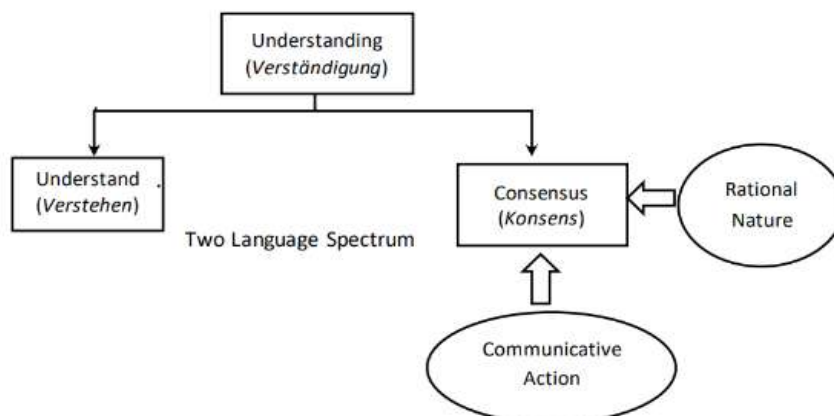 Understanding
(Verständigung)
Understand .
(Verstehen)
Consensus
(Konsens)
Rational
Nature
Two Language Spectrum
Communicative
Action